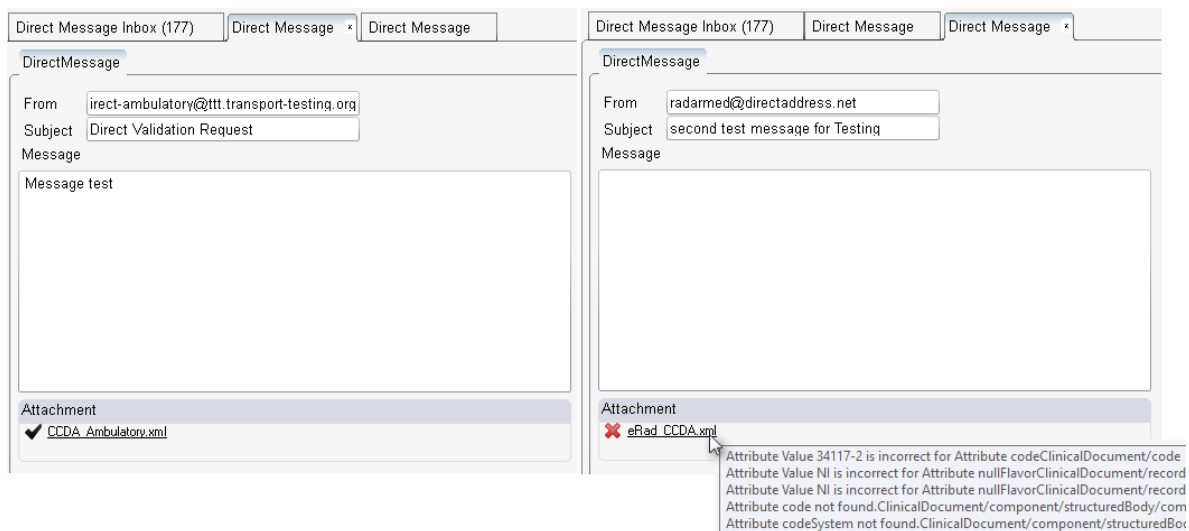 Direct Message Inbox (177) Direct Message x Direct Message
DirectMessage
From irect-ambulatory@ttt.transport-testing.org
Subject Direct Validation Request
Message
Message test
Attachment
CCDA_Ambulatory.xml
Direct Message Inbox (177) Direct Message Direct Message x
DirectMessage
From radarmed@directaddress.net
Subject second test message for Testing
Message
Attachment
eRad_CCDA.xml
Attribute Value 34117-2 is incorrect for Attribute codeClinicalDocument/code
Attribute Value NI is incorrect for Attribute nullFlavorClinicalDocument/record
Attribute Value NI is incorrect for Attribute nullFlavorClinicalDocument/record
Attribute code not found.ClinicalDocument/component/structuredBody/com
Attribute codeSystem not found.ClinicalDocument/component/structuredBo